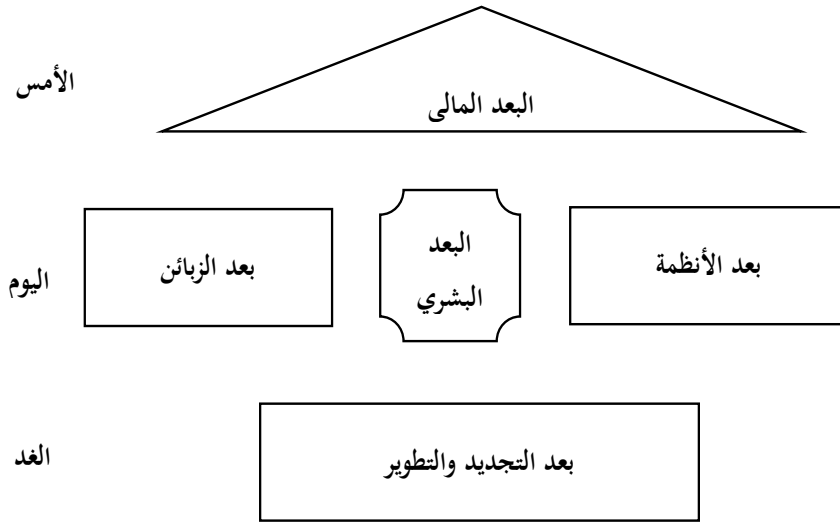 الأمس
البعد المالى
بعد الأنظمة
البعد
البشري
بعد الزبائن
اليوم
بعد التجديد والتطوير
الغد